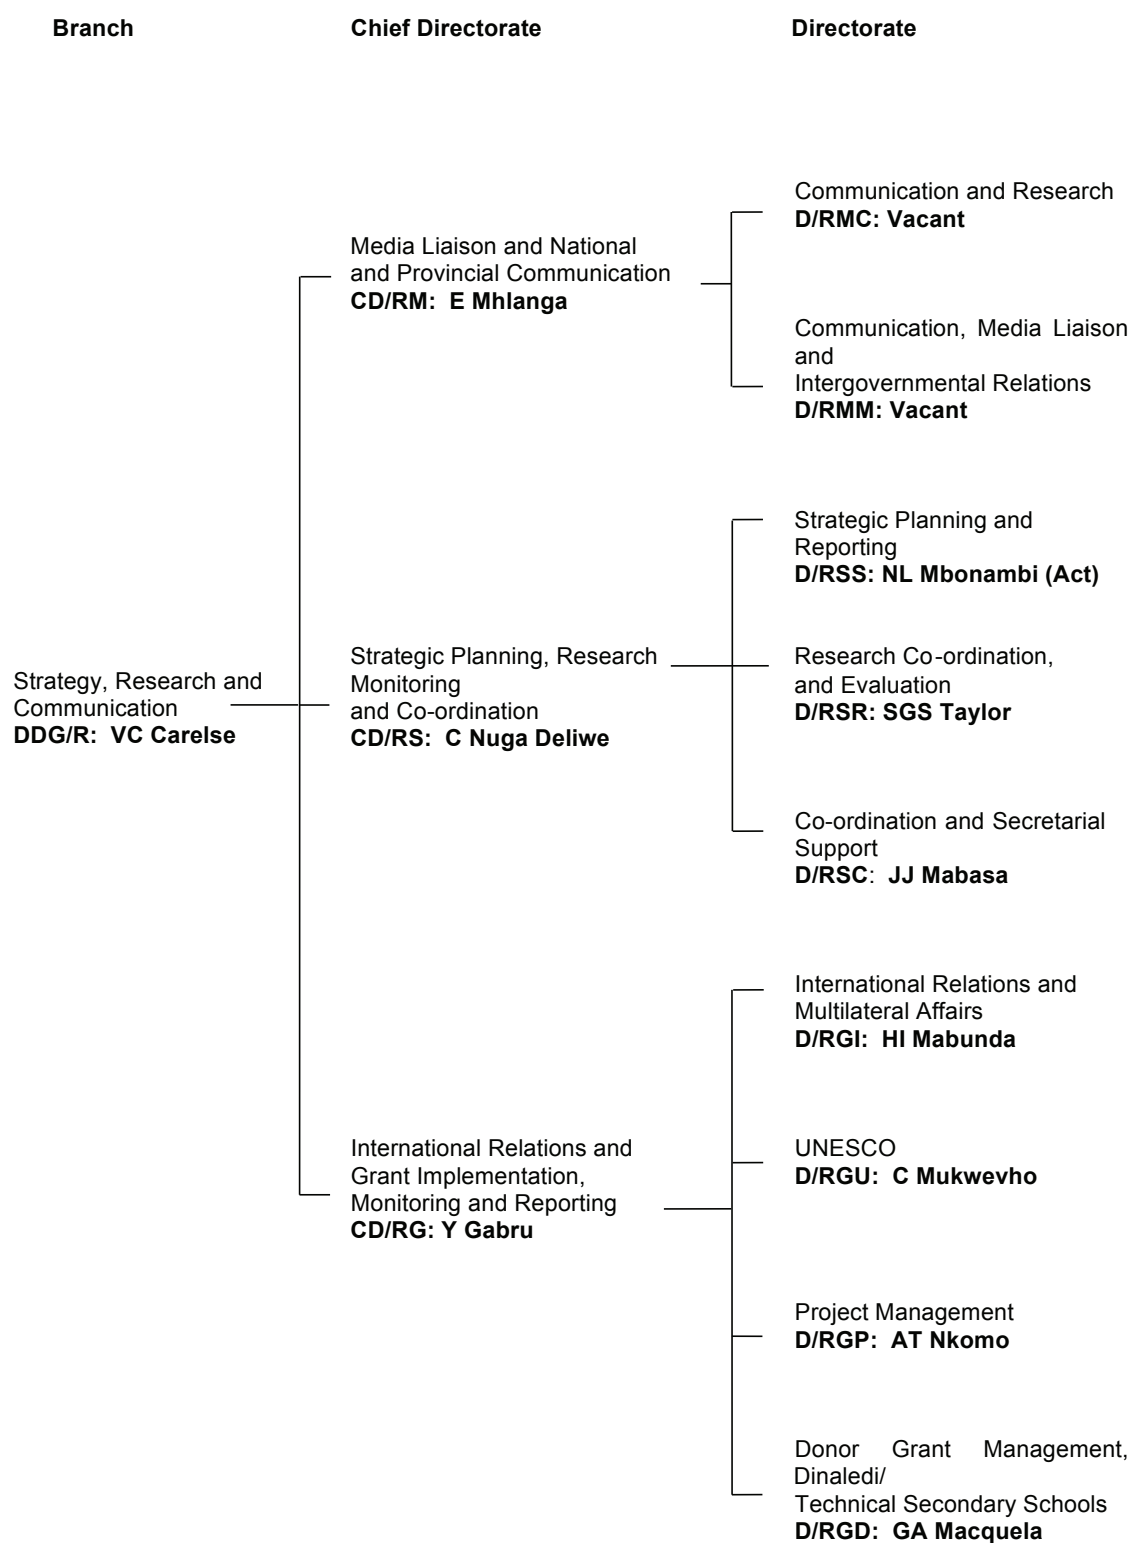 Branch
Chief Directorate
Directorate
Communication and Research
D/RMC: Vacant
Media Liaison and National
and Provincial Communication
CD/RM: E Mhlanga
Communication, Media Liaison
and
Intergovernmental Relations
D/RMM: Vacant
Strategic Planning and
Reporting
D/RSS: NL Mbonambi (Act)
Strategy, Research and
Communication
DDG/R: VC Carelse
Strategic Planning, Research
Monitoring
and Co-ordination
CD/RS: C Nuga Deliwe
Research Co-ordination,
and Evaluation
D/RSR: SGS Taylor
Co-ordination and Secretarial
Support
D/RSC: JJ Mabasa
International Relations and
Multilateral Affairs
D/RGI: HI Mabunda
International Relations and
Grant Implementation,
Monitoring and Reporting
CD/RG: Y Gabru
UNESCO
D/RGU: C Mukwevho
Project Management
D/RGP: AT Nkomo
Donor Grant Management,
Dinaledi/
Technical Secondary Schools
D/RGD: GA Macquela